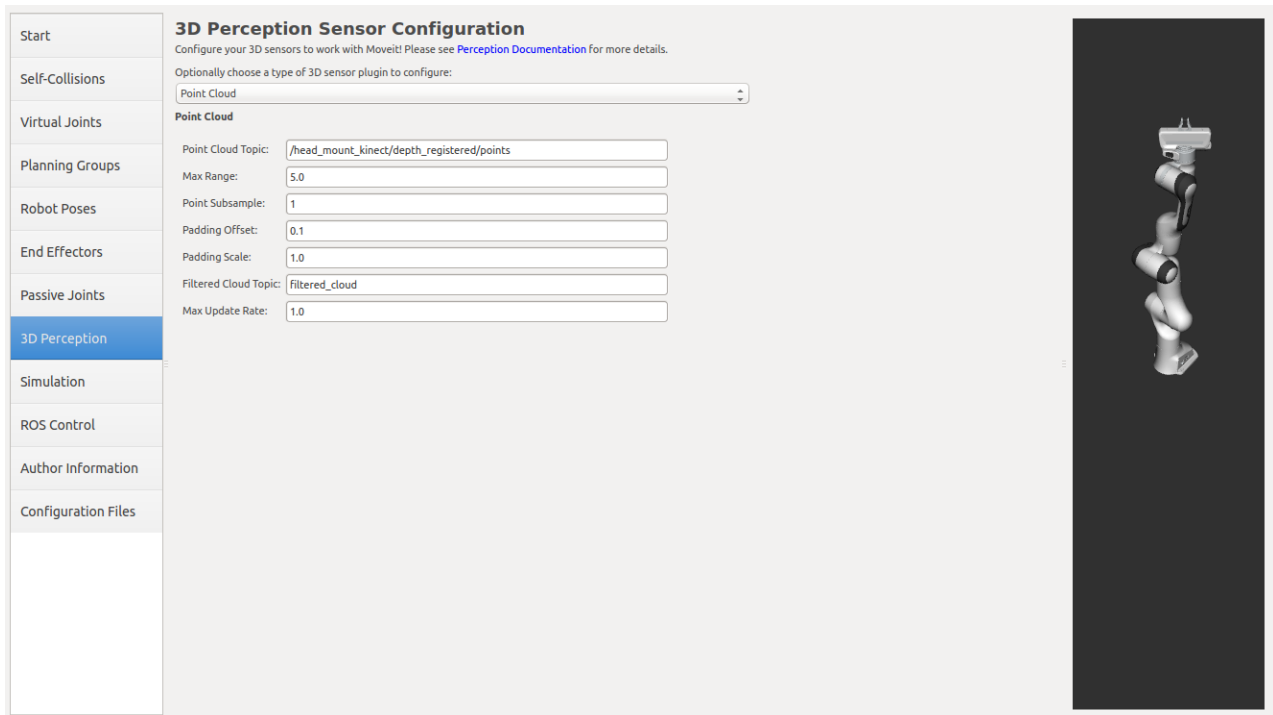 Start
Self-Collisions
Virtual Joints
Planning Groups
Robot Poses
End Effectors
Passive Joints
3D Perception
Simulation
ROS Control
Author Information
Configuration Files
3D Perception Sensor Configuration
Configure your 3D sensors to work with Moveit! Please see Perception Documentation for more details.
Optionally choose a type of 3D sensor plugin to configure:
Point Cloud
Point Cloud
Point Cloud Topic: /head_mount_kinect/depth_registered/points
Max Range: 5.0
Point Subsample: 1
Padding Offset: 0.1
Padding Scale: 1.0
Filtered Cloud Topic: filtered_cloud
Max Update Rate: 1.0